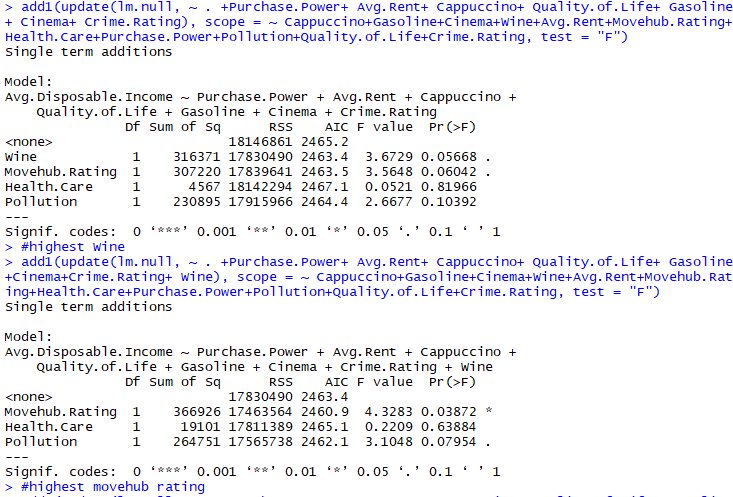 > add1(update(lm.null, ~ . +Purchase.Power+ Avg.Rent+ Cappuccino+ Quality.of.Life+ Gasoline
+ Cinema+ Crime.Rating), scope = ~ Cappuccino+Gasoline+Cinema+Wine+Avg.Rent+Movehub.Rating+
Health.Care+Purchase.Power+Pollution+Quality.of.Life+Crime.Rating, test = "F")
Single term additions

Model:
Avg.Disposable.Income ~ Purchase.Power + Avg.Rent + Cappuccino +
    Quality.of.Life + Gasoline + Cinema + Crime.Rating
               Df Sum of Sq      RSS    AIC F value  Pr(>F)
<none>                      18146861 2465.2
Wine            1    316371 17830490 2463.4  3.6729 0.05668 .
Movehub.Rating  1    307220 17839641 2463.5  3.5648 0.06042 .
Health.Care     1      4567 18142294 2467.1  0.0521 0.81966
Pollution       1    230895 17915966 2464.4  2.6677 0.10392
---
Signif. codes:  0 ‘***’ 0.001 ‘**’ 0.01 ‘*’ 0.05 ‘.’ 0.1 ‘ ’ 1
> #highest Wine
> add1(update(lm.null, ~ . +Purchase.Power+ Avg.Rent+ Cappuccino+ Quality.of.Life+ Gasoline
+Cinema+Crime.Rating+ Wine), scope = ~ Cappuccino+Gasoline+Cinema+Wine+Avg.Rent+Movehub.Rat
ing+Health.Care+Purchase.Power+Pollution+Quality.of.Life+Crime.Rating, test = "F")
Single term additions

Model:
Avg.Disposable.Income ~ Purchase.Power + Avg.Rent + Cappuccino +
    Quality.of.Life + Gasoline + Cinema + Crime.Rating + Wine
               Df Sum of Sq      RSS    AIC F value  Pr(>F)
<none>                      17830490 2463.4
Movehub.Rating  1    366926 17463564 2460.9  4.3283 0.03872 *
Health.Care     1     19101 17811389 2465.1  0.2209 0.63884
Pollution       1    264751 17565738 2462.1  3.1048 0.07954 .
---
Signif. codes:  0 ‘***’ 0.001 ‘**’ 0.01 ‘*’ 0.05 ‘.’ 0.1 ‘ ’ 1
> #highest movehub rating